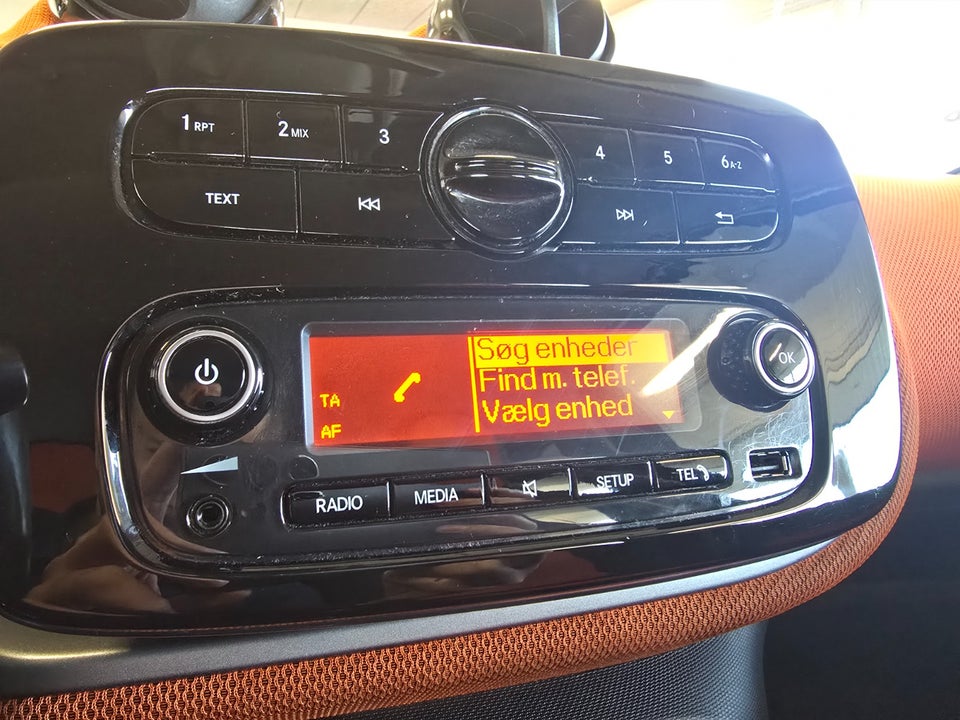 1 RPT 2 MIX 3 4 5 6 A-Z
TEXT
Søg enheder
Find m. telef.
Vælg enhed
TA
AF
OK
RADIO MEDIA SETUP TEL